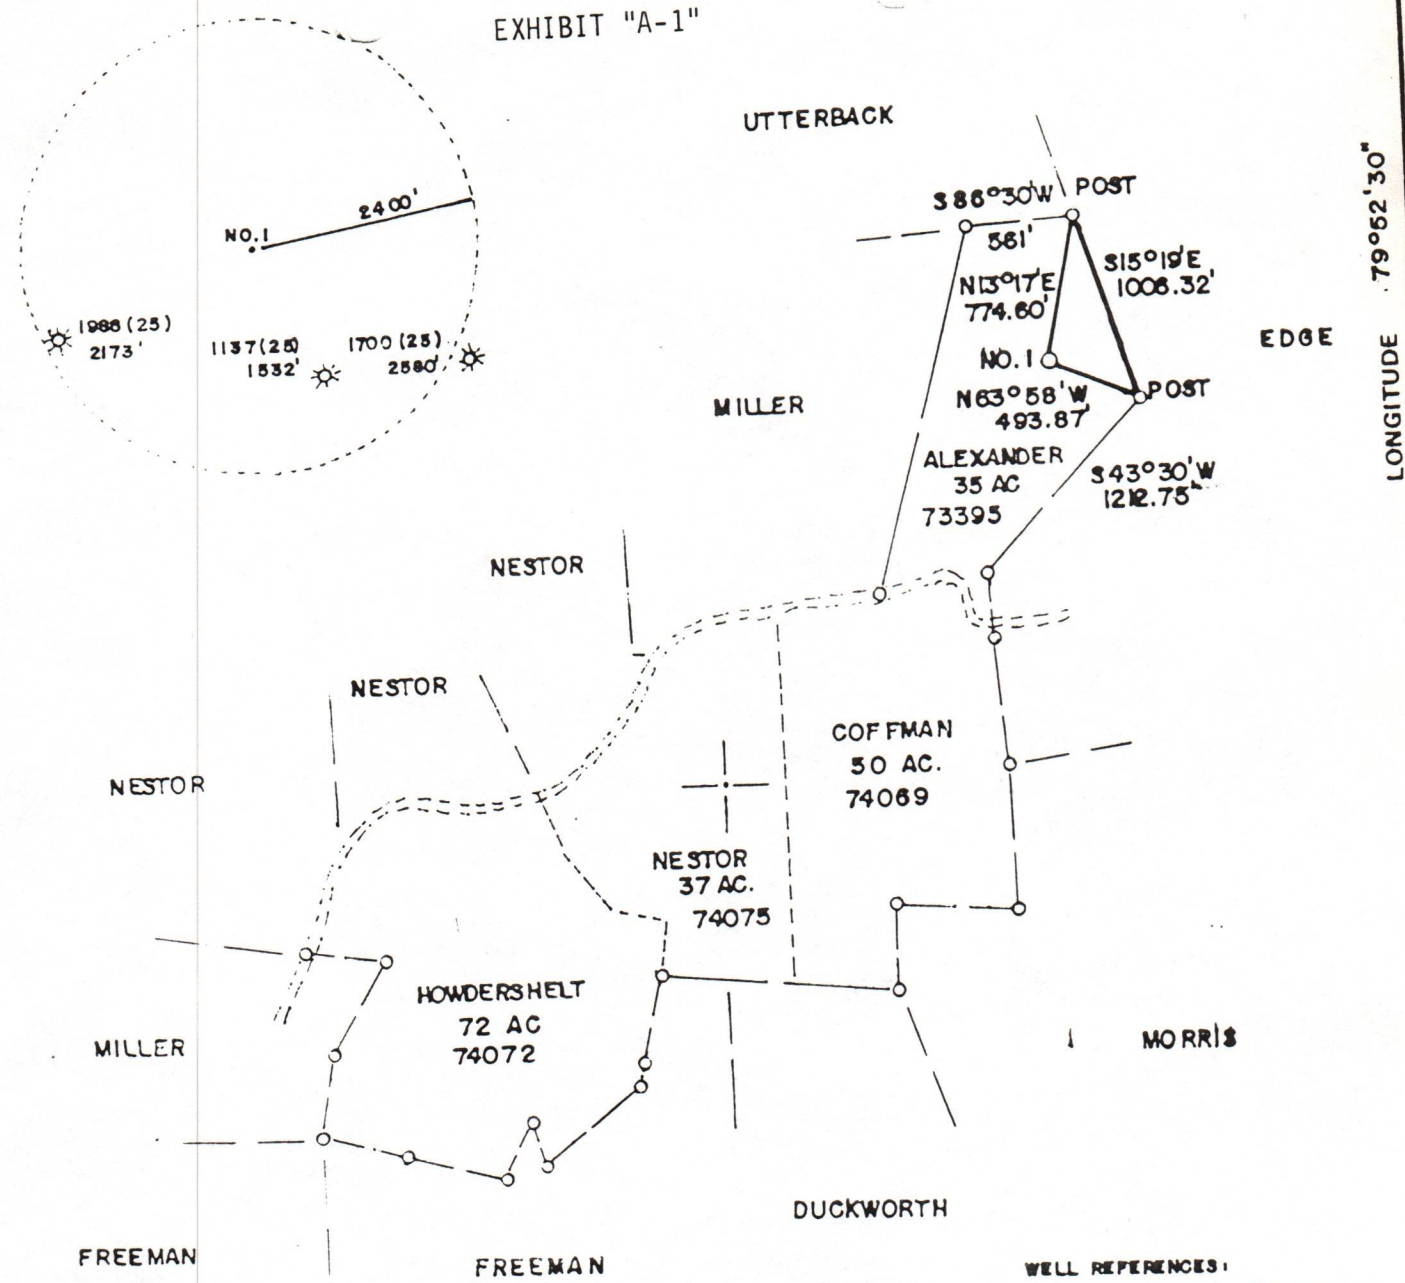 EXHIBIT "A-1"
UTTERBACK
79°52'30"
LONGITUDE
S86°30'W
POST
561'
S15°19'E
1006.32'
N13°17'E
774.60'
NO.1
POST
N63°58'W
493.87'
EDGE
2400'
NO.1
1986(25)
2173'
1137(25)
1532'
1700(25)
2580'
MILLER
ALEXANDER
35 AC
73395
S43°30'W
1212.75'
NESTOR
NESTOR
NESTOR
COFFMAN
50 AC.
74069
NESTOR
37 AC.
74075
HOWDERSHELT
72 AC
74072
MILLER
MORRIS
DUCKWORTH
FREEMAN
FREEMAN
WELL REFERENCES: